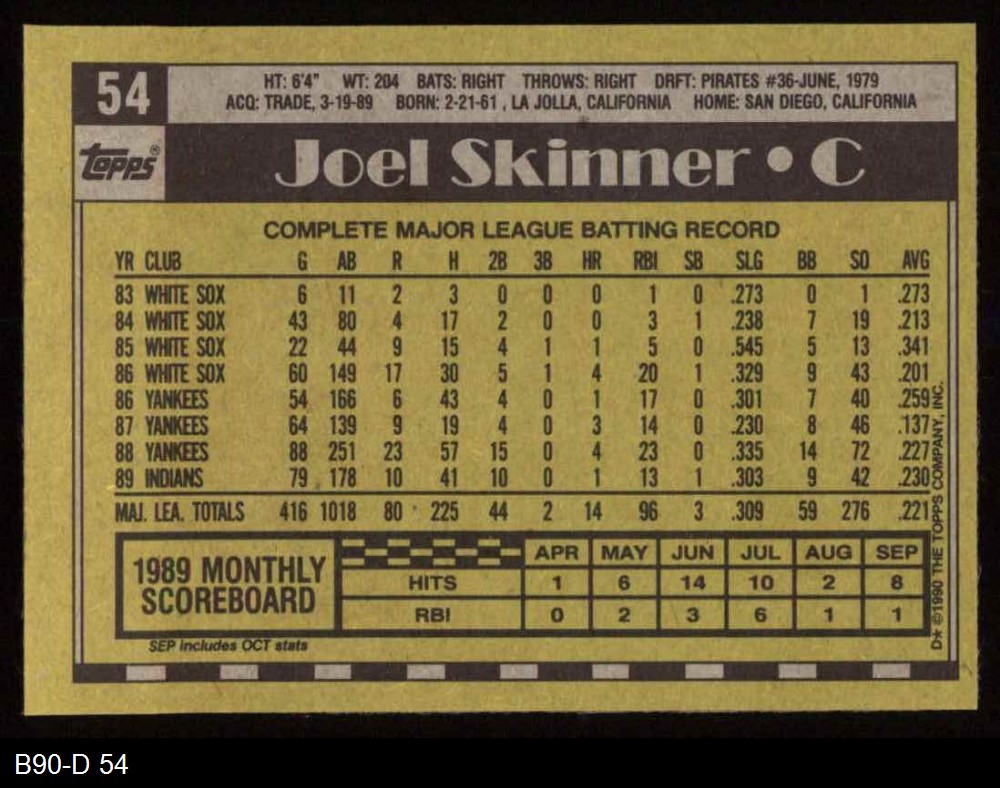 54
HT: 6'4" WT: 204 BATS: RIGHT THROWS: RIGHT DRFT: PIRATES #36-JUNE, 1979
ACQ: TRADE, 3-19-89 BORN: 2-21-61 , LA JOLLA, CALIFORNIA HOME: SAN DIEGO, CALIFORNIA
topps®
Joel Skinner • C
COMPLETE MAJOR LEAGUE BATTING RECORD
YR CLUB G AB R H 2B 3B HR RBI SB SLG BB SO AVG
83 WHITE SOX 6 11 2 3 0 0 0 1 0 .273 0 1 .273
84 WHITE SOX 43 80 4 17 2 0 0 3 1 .238 7 19 .213
85 WHITE SOX 22 44 9 15 4 1 1 5 0 .545 5 13 .341
86 WHITE SOX 60 149 17 30 5 1 4 20 1 .329 9 43 .201
86 YANKEES 54 166 6 43 4 0 1 17 0 .301 7 40 .259
87 YANKEES 64 139 9 19 4 0 3 14 0 .230 8 46 .137
88 YANKEES 88 251 23 57 15 0 4 23 0 .335 14 72 .227
89 INDIANS 79 178 10 41 10 0 1 13 1 .303 9 42 .230
MAJ. LEA. TOTALS 416 1018 80 225 44 2 14 96 3 .309 59 276 .221
1989 MONTHLY
SCOREBOARD
APR MAY JUN JUL AUG SEP
HITS 1 6 14 10 2 8
RBI 0 2 3 6 1 1
SEP includes OCT stats
D* ©1990 THE TOPPS COMPANY, INC.
B90-D 54